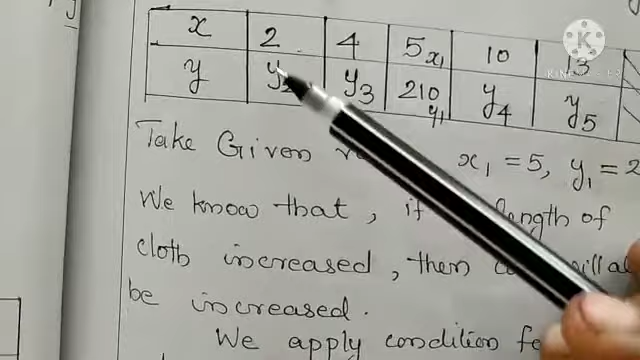 x 2 4 5 x₁ 10 13
y y₂ y₃ 210 y₁ y₄ y₅
Take Given x₁ = 5, y₁ = 2
We know that, if length of
cloth increased, then
be increased.
We apply condition